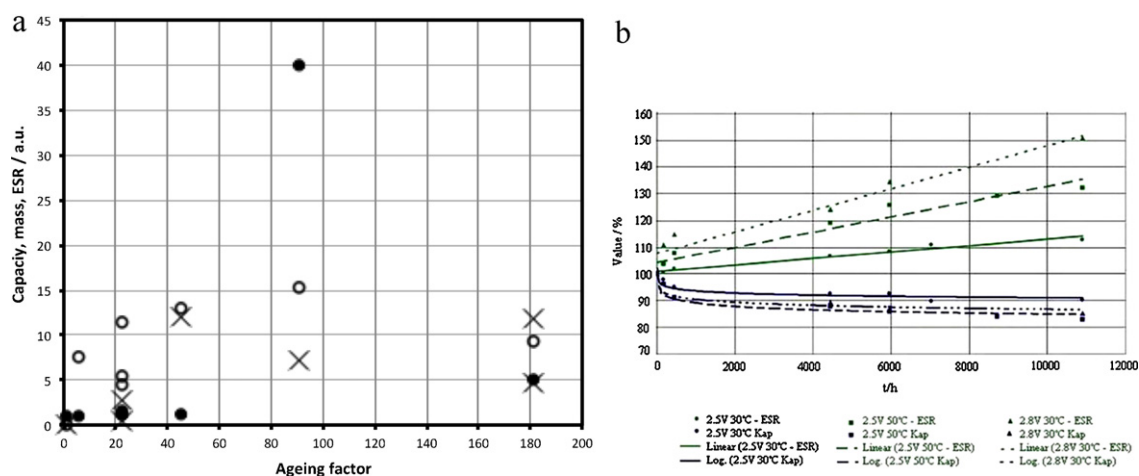 a
45
40
35
30
25
20
15
10
5
0
0 20 40 60 80 100 120 140 160 180 200
Capaciy, mass, ESR / a.u.
Ageing factor
b
160
150
140
130
120
110
100
90
80
70
0 2000 4000 6000 8000 10000 12000
Value / %
t/h
2.5V 30°C - ESR 2.5V 50°C - ESR 2.8V 30°C - ESR
2.5V 30°C Kap 2.5V 50°C Kap 2.8V 30°C Kap
Linear (2.5V 30°C - ESR) Linear (2.5V 50°C - ESR) Linear (2.8V 30°C - ESR)
Log. (2.5V 30°C Kap) Log. (2.5V 50°C Kap) Log. (2.8V 30°C Kap)